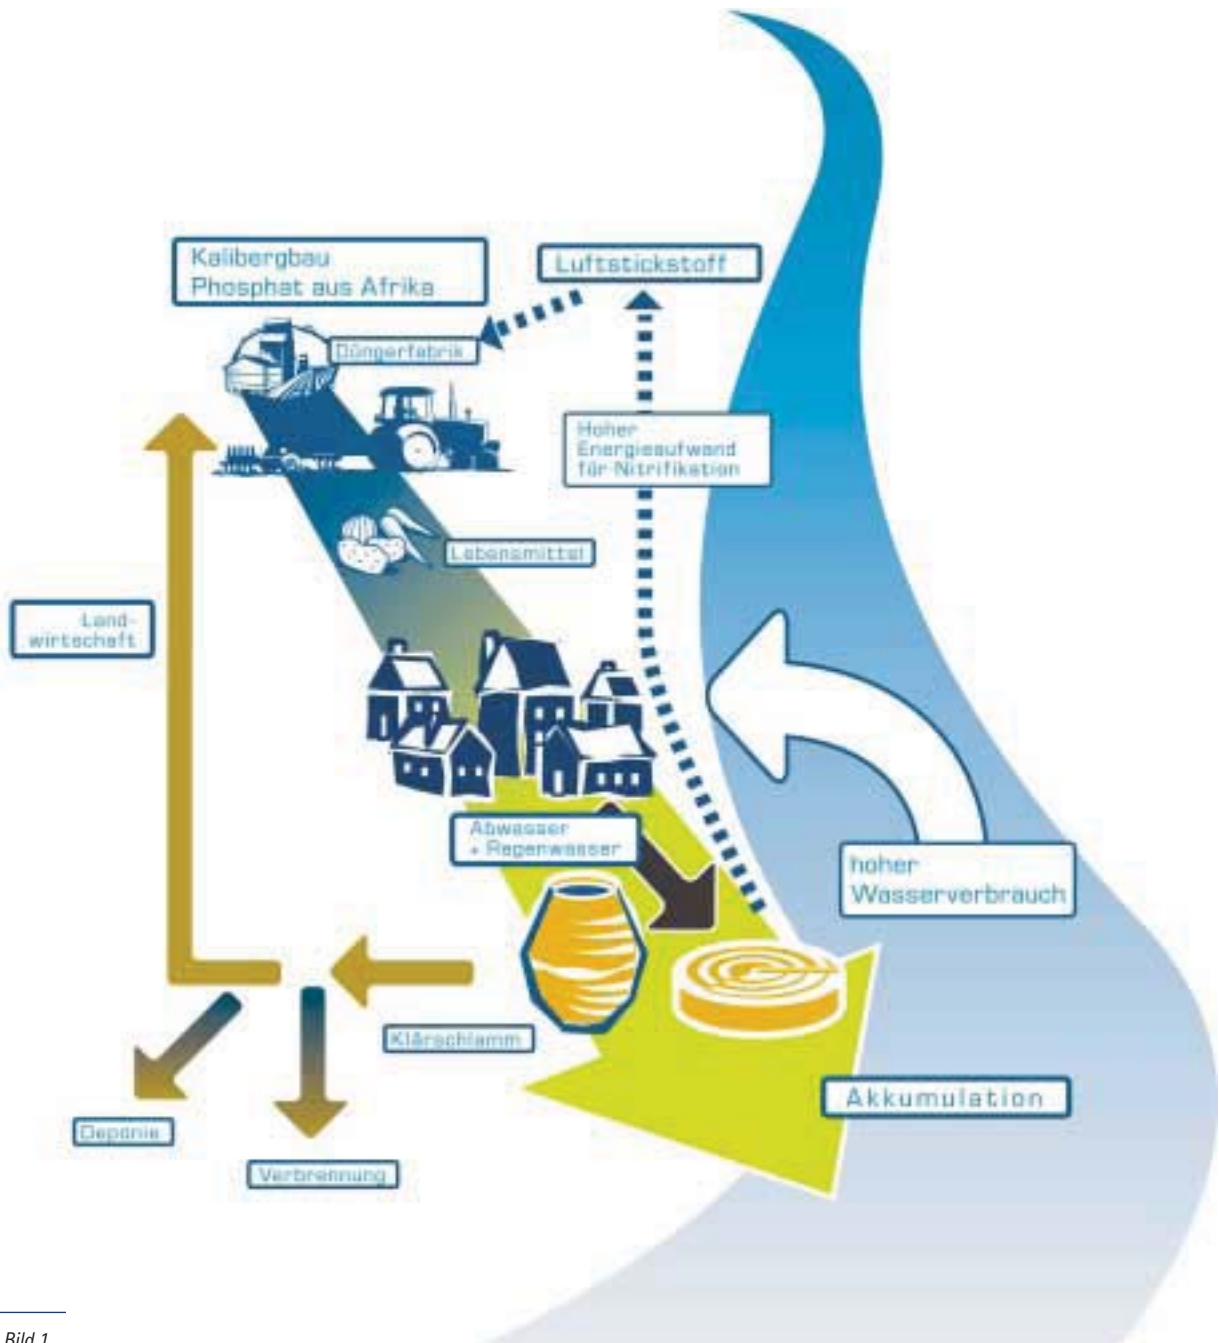 Kalibergbau
Phosphat aus Afrika
Luftstickstoff
Düngerfabrik
Hoher
Energieaufwand
für Nitrifikation
Lebensmittel
Land-
wirtschaft
Abwasser
+ Regenwasser
hoher
Wasserverbrauch
Klärschlamm
Akkumulation
Deponie
Verbrennung
Bild 1